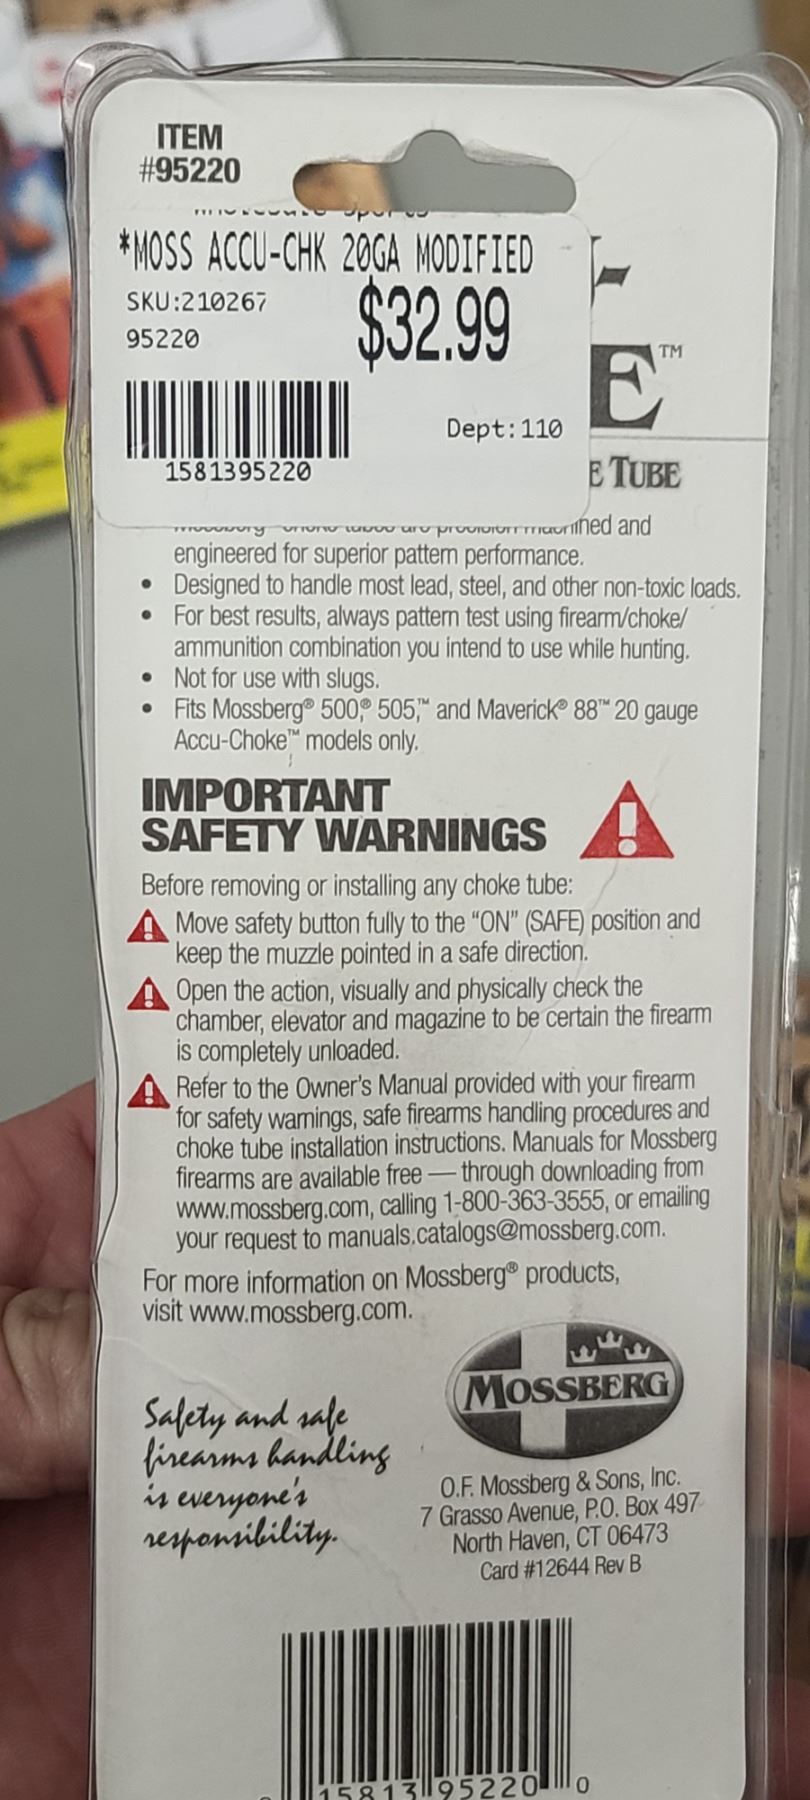 ITEM
#95220
*MOSS ACCU-CHK 20GA MODIFIED
SKU:210267
95220
$32.99
Dept:110
1581395220
E™
E TUBE
and
engineered for superior pattern performance.
• Designed to handle most lead, steel, and other non-toxic loads.
• For best results, always pattern test using firearm/choke/
ammunition combination you intend to use while hunting.
• Not for use with slugs.
• Fits Mossberg® 500,® 505,™ and Maverick® 88™ 20 gauge
Accu-Choke™ models only.
IMPORTANT
SAFETY WARNINGS
Before removing or installing any choke tube:
Move safety button fully to the “ON” (SAFE) position and
keep the muzzle pointed in a safe direction.
Open the action, visually and physically check the
chamber, elevator and magazine to be certain the firearm
is completely unloaded.
Refer to the Owner's Manual provided with your firearm
for safety warnings, safe firearms handling procedures and
choke tube installation instructions. Manuals for Mossberg
firearms are available free — through downloading from
www.mossberg.com, calling 1-800-363-3555, or emailing
your request to manuals.catalogs@mossberg.com.
For more information on Mossberg® products,
visit www.mossberg.com.
Safety and safe
firearms handling
is everyone's
responsibility.
MOSSBERG
O.F. Mossberg & Sons, Inc.
7 Grasso Avenue, P.O. Box 497
North Haven, CT 06473
Card #12644 Rev B
15813 95220 0